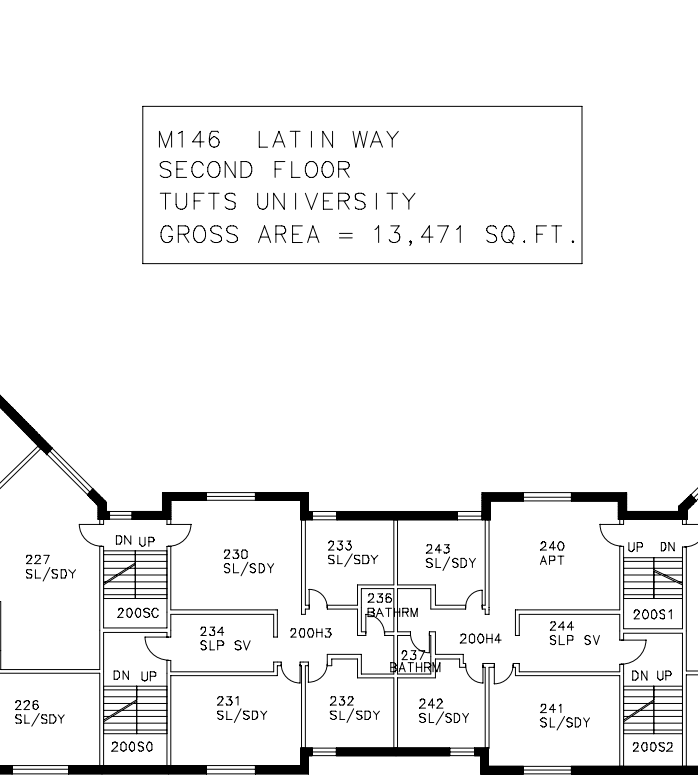 M146 LATIN WAY
SECOND FLOOR
TUFTS UNIVERSITY
GROSS AREA = 13,471 SQ.FT.
DN UP
UP DN
227
SL/SDY
230
SL/SDY
233
SL/SDY
243
SL/SDY
240
APT
236
BATHRM
200SC
234
SLP SV
200H3
200H4
244
SLP SV
200S1
237
BATHRM
DN UP
DN UP
226
SL/SDY
231
SL/SDY
232
SL/SDY
242
SL/SDY
241
SL/SDY
200S0
200S2